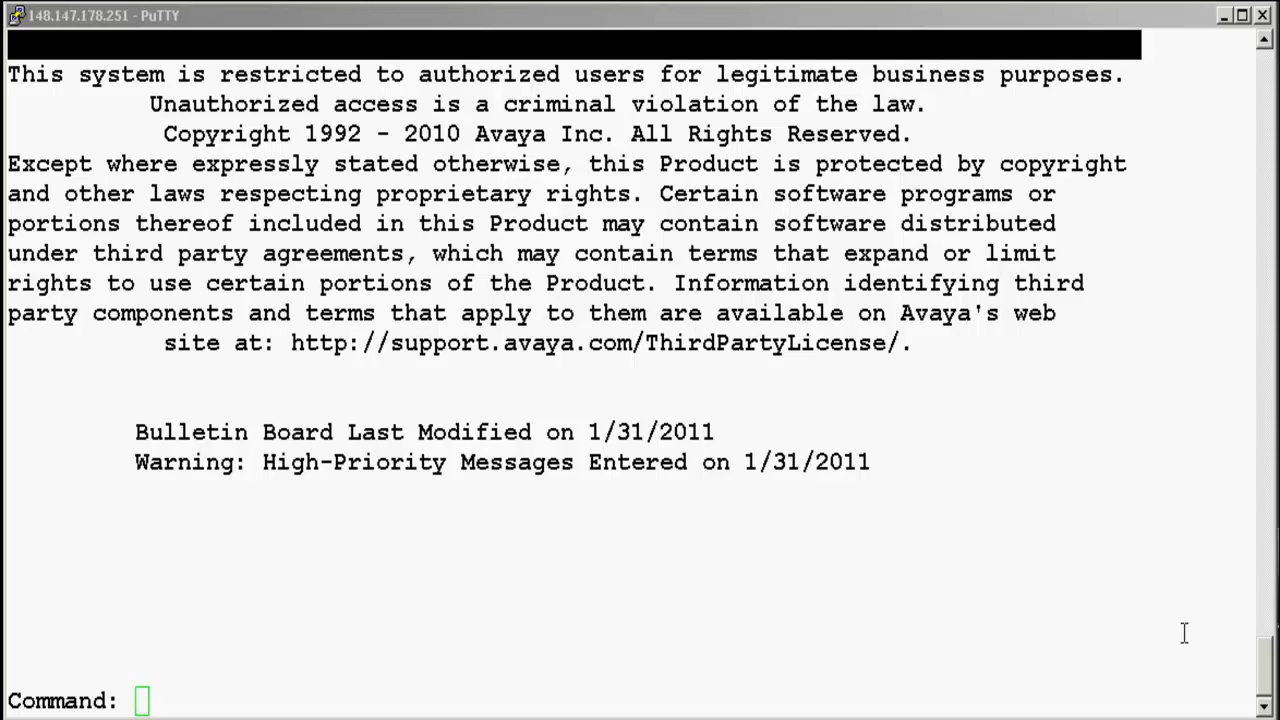 148.147.178.251 - PuTTY
This system is restricted to authorized users for legitimate business purposes.
Unauthorized access is a criminal violation of the law.
Copyright 1992 - 2010 Avaya Inc. All Rights Reserved.
Except where expressly stated otherwise, this Product is protected by copyright
and other laws respecting proprietary rights. Certain software programs or
portions thereof included in this Product may contain software distributed
under third party agreements, which may contain terms that expand or limit
rights to use certain portions of the Product. Information identifying third
party components and terms that apply to them are available on Avaya's web
site at: http://support.avaya.com/ThirdPartyLicense/.
Bulletin Board Last Modified on 1/31/2011
Warning: High-Priority Messages Entered on 1/31/2011
Command: